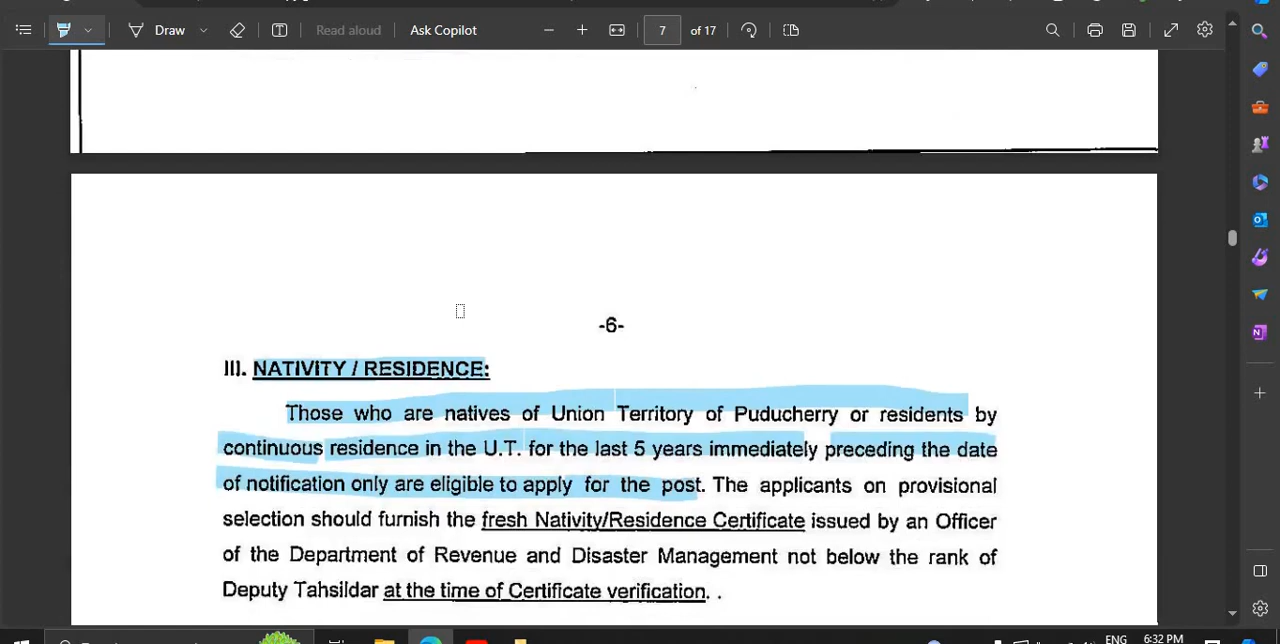 Draw
Read aloud
Ask Copilot
7 of 17
-6-
III. NATIVITY / RESIDENCE:
Those who are natives of Union Territory of Puducherry or residents by
continuous residence in the U.T. for the last 5 years immediately preceding the date
of notification only are eligible to apply for the post. The applicants on provisional
selection should furnish the fresh Nativity/Residence Certificate issued by an Officer
of the Department of Revenue and Disaster Management not below the rank of
Deputy Tahsildar at the time of Certificate verification. .
ENG
6:32 PM